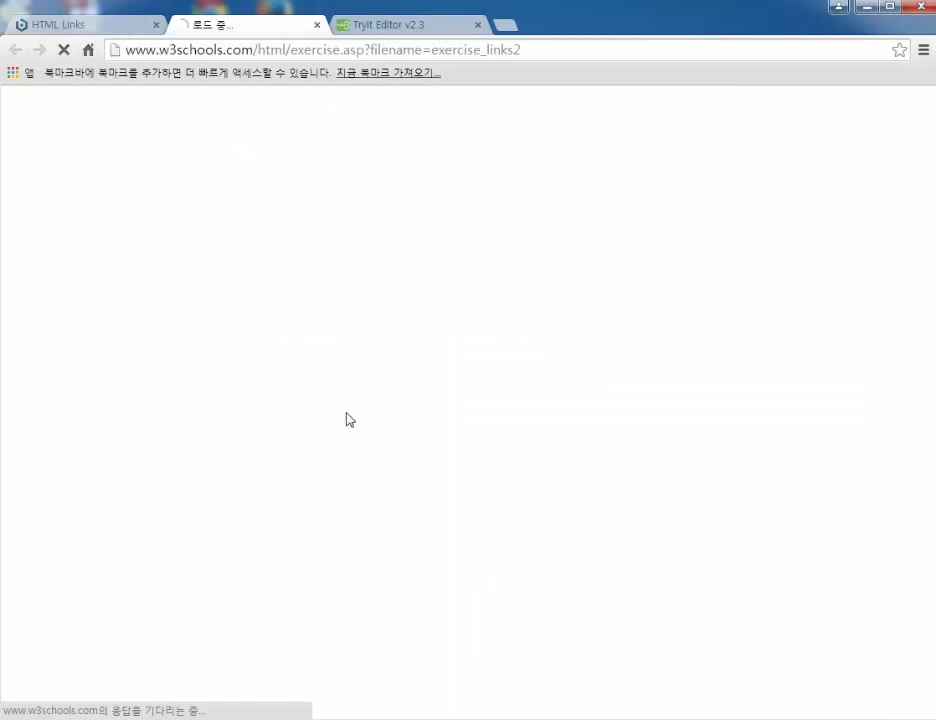 HTML Links
로드 중...
Tryit Editor v2.3
www.w3schools.com/html/exercise.asp?filename=exercise_links2
앱 북마크바에 북마크를 추가하면 더 빠르게 액세스할 수 있습니다. 지금 북마크 가져오기...
www.w3schools.com의 응답을 기다리는 중...